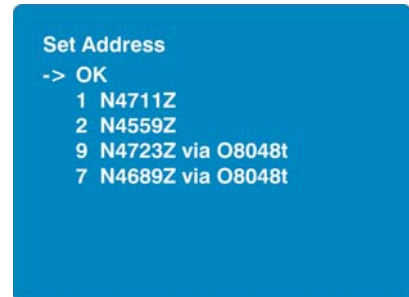 Set Address
-> OK
1 N4711Z
2 N4559Z
9 N4723Z via O8048t
7 N4689Z via O8048t